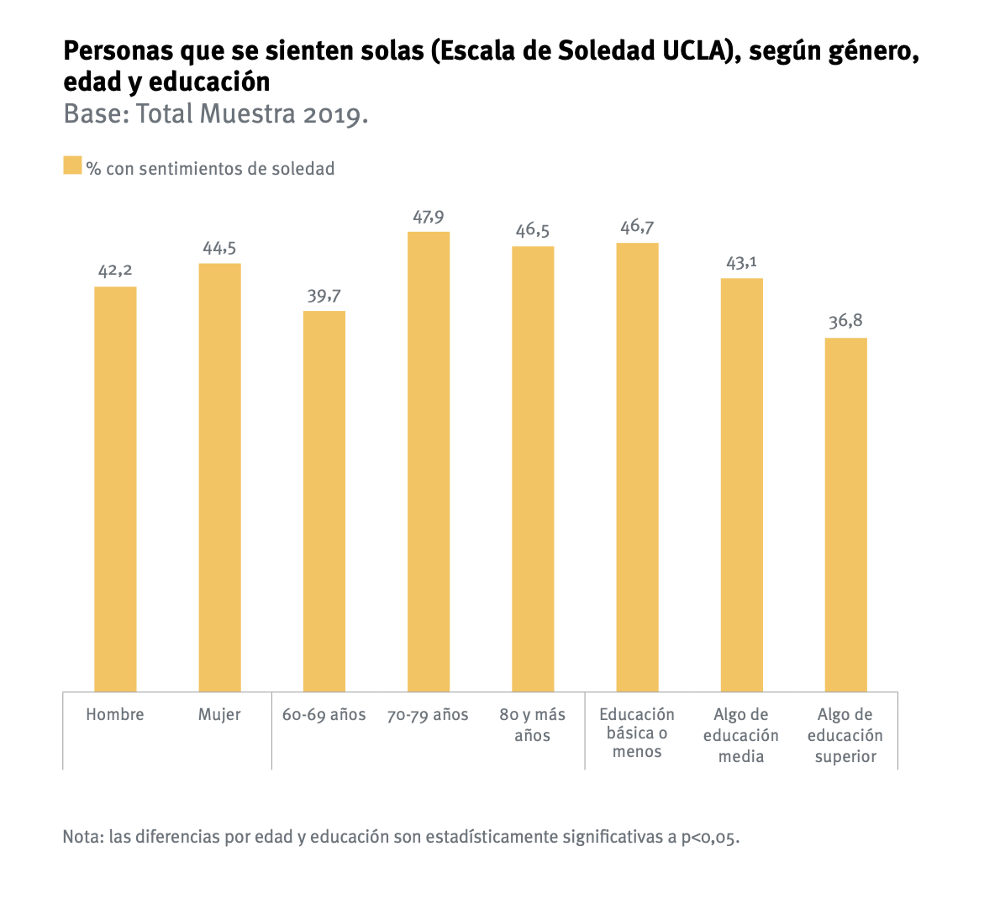 Personas que se sienten solas (Escala de Soledad UCLA), según género,
edad y educación
Base: Total Muestra 2019.
% con sentimientos de soledad
42,2
44,5
39,7
47,9
46,5
46,7
43,1
36,8
Hombre
Mujer
60-69 años
70-79 años
80 y más
años
Educación
básica o
menos
Algo de
educación
media
Algo de
educación
superior
Nota: las diferencias por edad y educación son estadísticamente significativas a p<0,05.